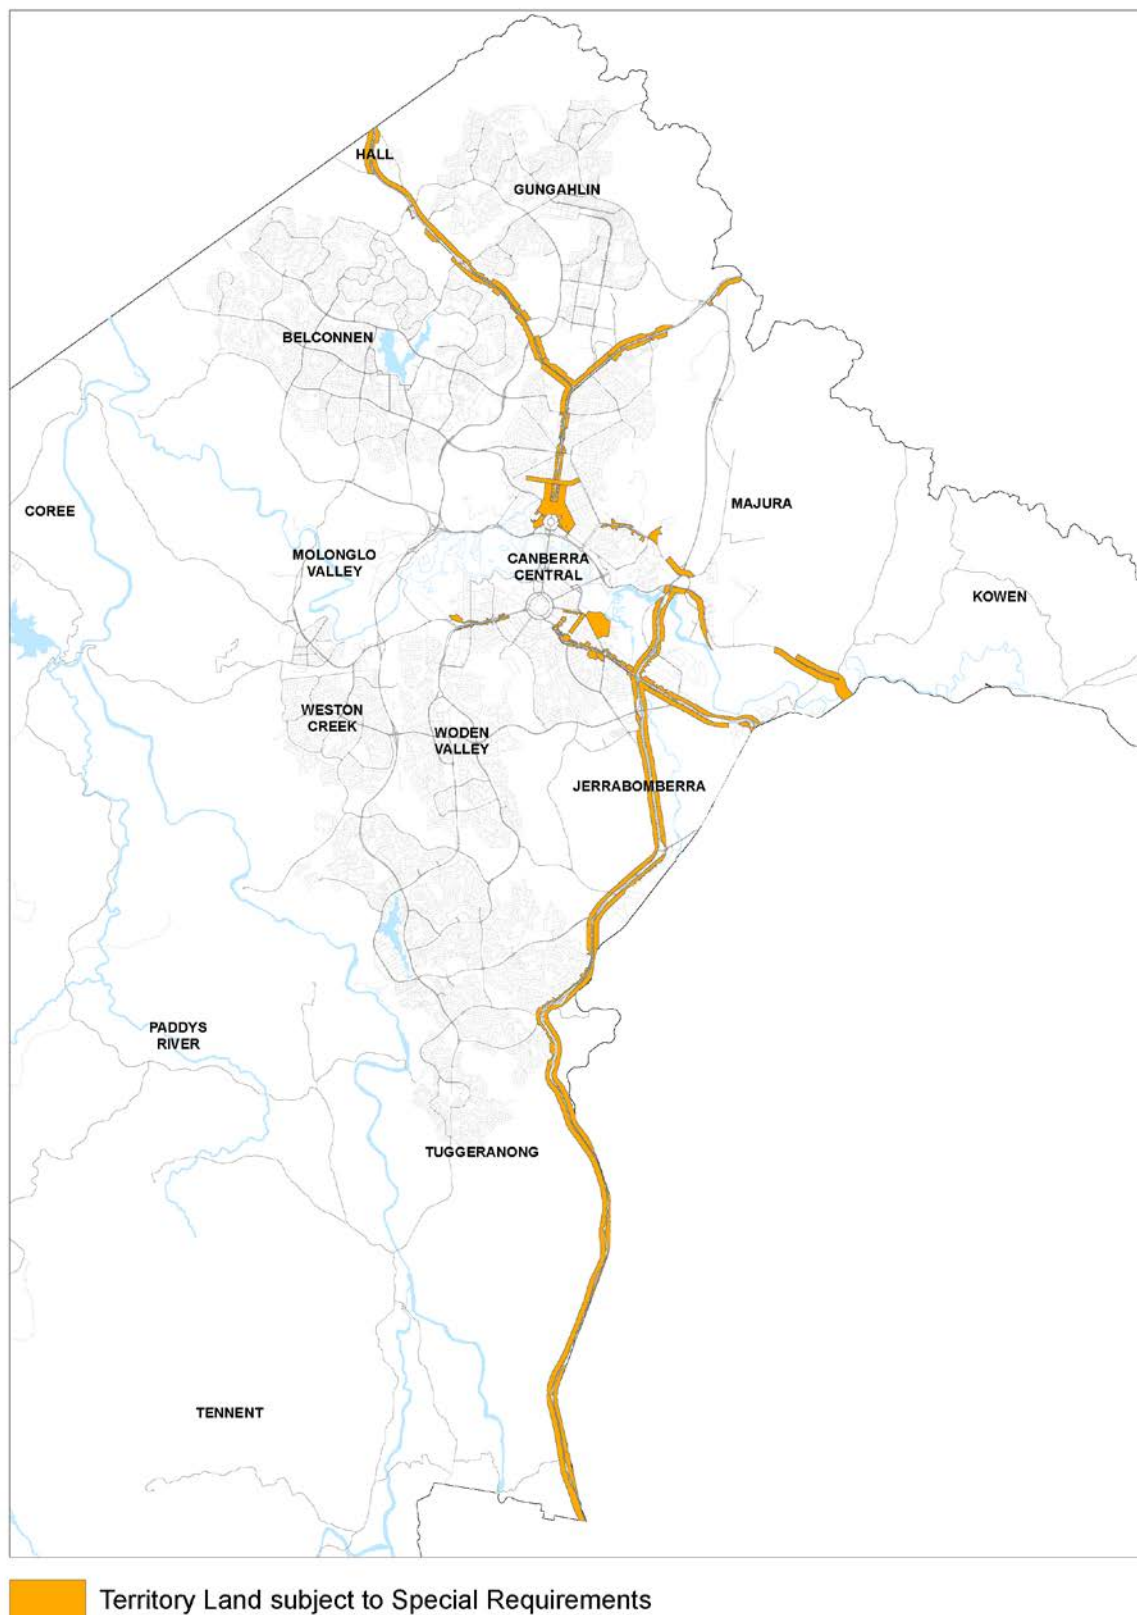 HALL
GUNGAHLIN
BELCONNEN
COREE
MAJURA
MOLONGLO
VALLEY
CANBERRA
CENTRAL
KOWEN
WESTON
CREEK
WODEN
VALLEY
JERRABOMBERRA
PADDYS
RIVER
TUGGERANONG
TENNENT
Territory Land subject to Special Requirements